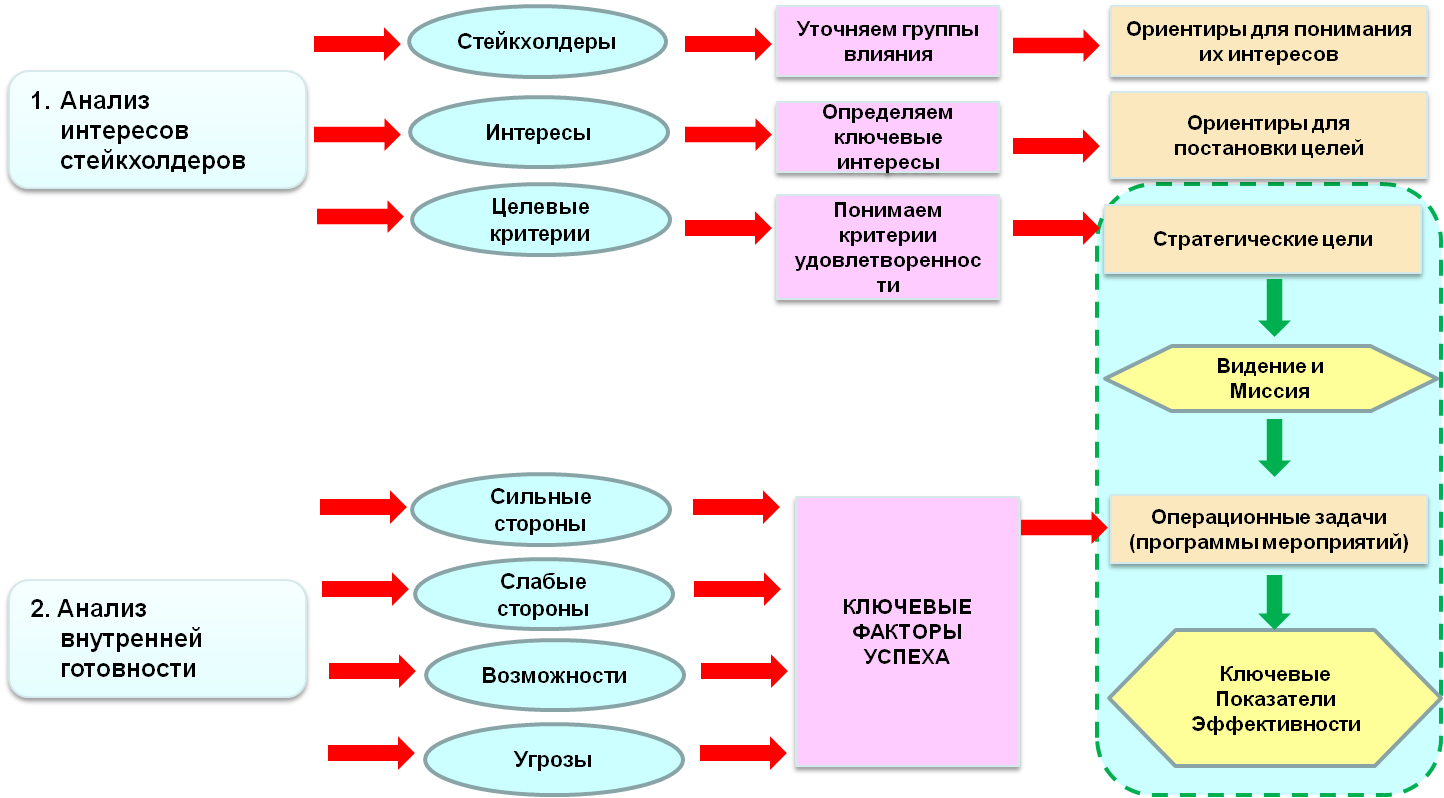 1. Анализ
интересов
стейкхолдеров
Стейкхолдеры
Уточняем группы
влияния
Ориентиры для понимания
их интересов
Интересы
Определяем
ключевые
интересы
Ориентиры для
постановки целей
Целевые
критерии
Понимаем
критерии
удовлетвореннос
ти
Стратегические цели
Видение и
Миссия
2. Анализ
внутренней
готовности
Сильные
стороны
Слабые
стороны
Возможности
Угрозы
КЛЮЧЕВЫЕ
ФАКТОРЫ
УСПЕХА
Операционные задачи
(программы мероприятий)
Ключевые
Показатели
Эффективности